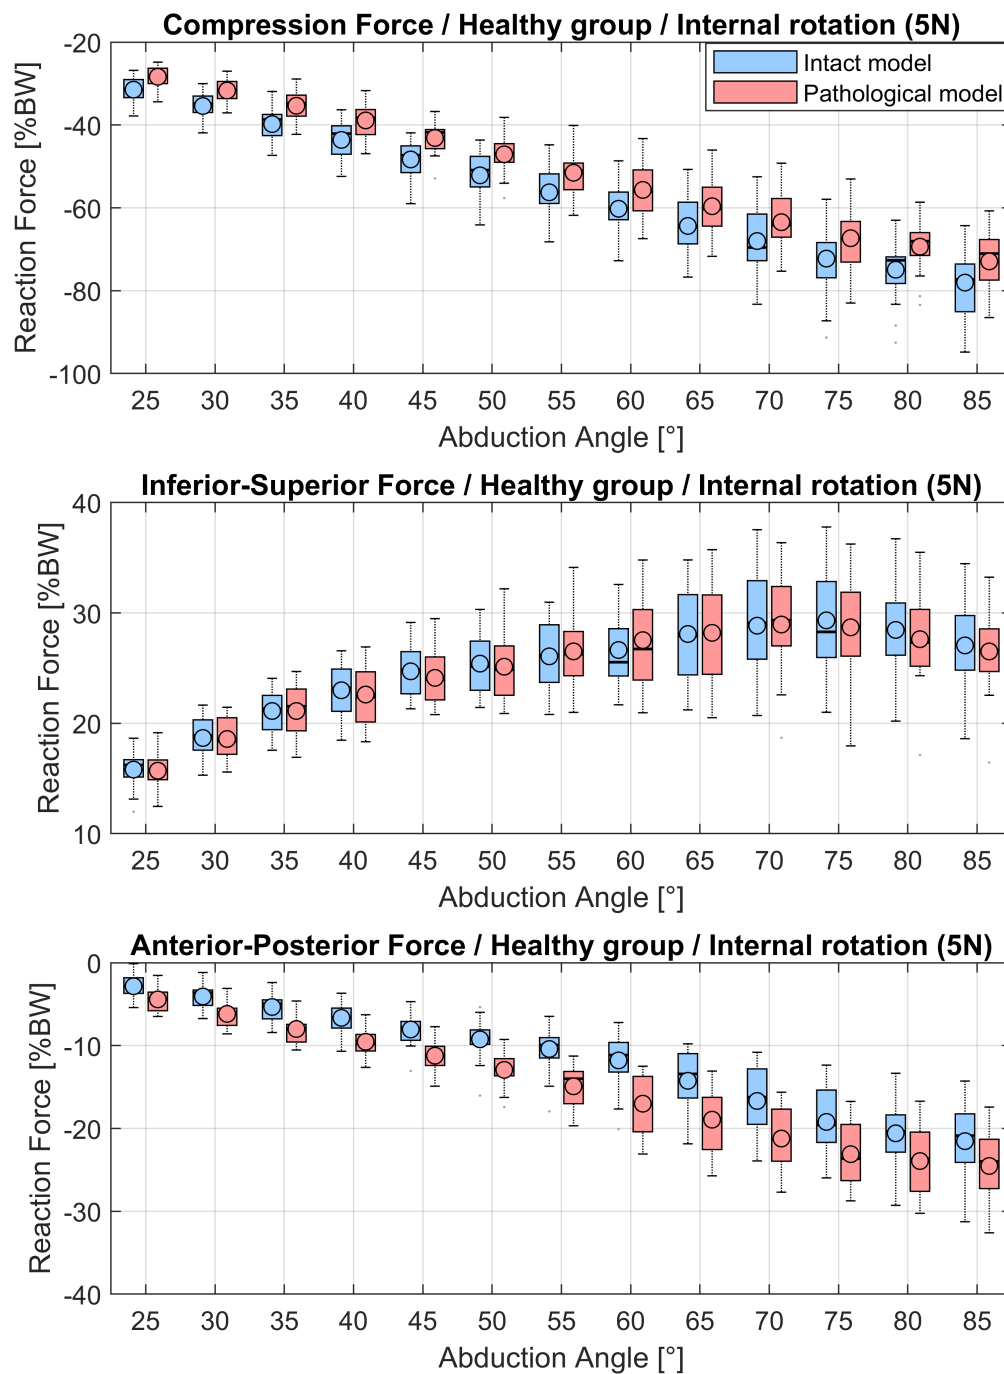 Compression Force / Healthy group / Internal rotation (5N)
Intact model
Pathological model
Reaction Force [%BW]
-20
-40
-60
-80
-100
25 30 35 40 45 50 55 60 65 70 75 80 85
Abduction Angle [°]
Inferior-Superior Force / Healthy group / Internal rotation (5N)
Reaction Force [%BW]
40
30
20
10
25 30 35 40 45 50 55 60 65 70 75 80 85
Abduction Angle [°]
Anterior-Posterior Force / Healthy group / Internal rotation (5N)
Reaction Force [%BW]
0
-10
-20
-30
-40
25 30 35 40 45 50 55 60 65 70 75 80 85
Abduction Angle [°]